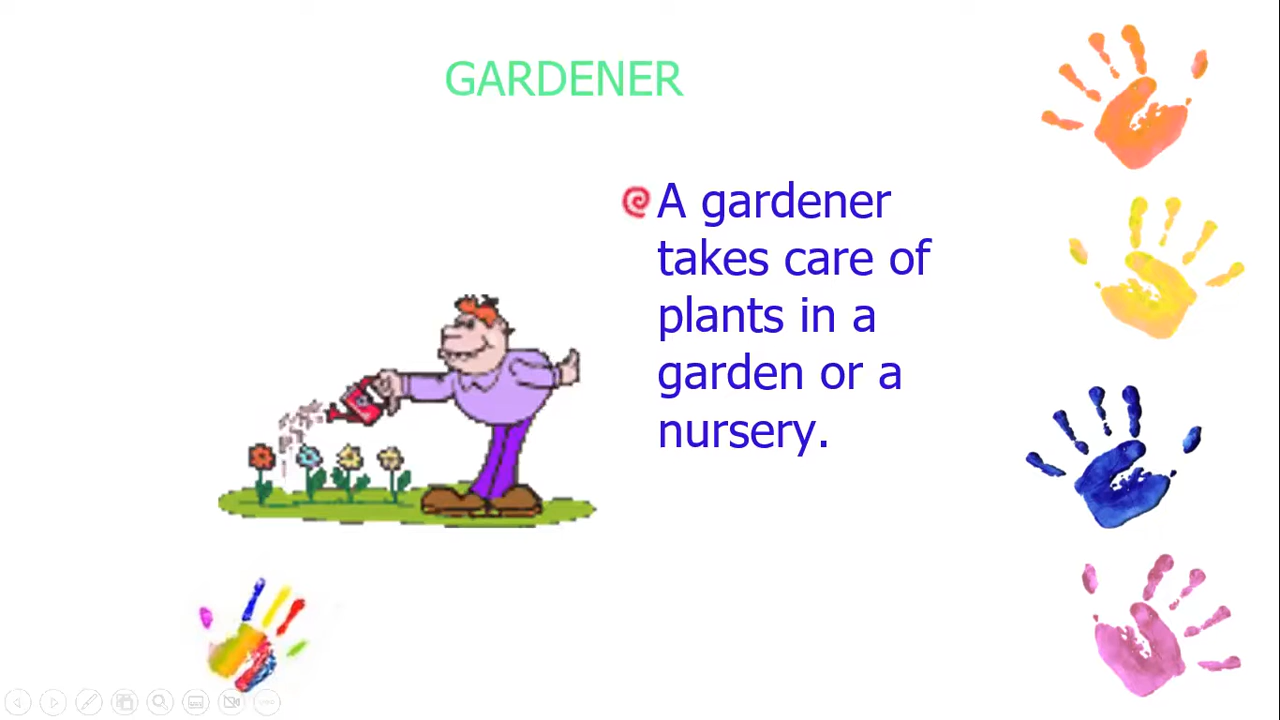 GARDENER
A gardener
takes care of
plants in a
garden or a
nursery.